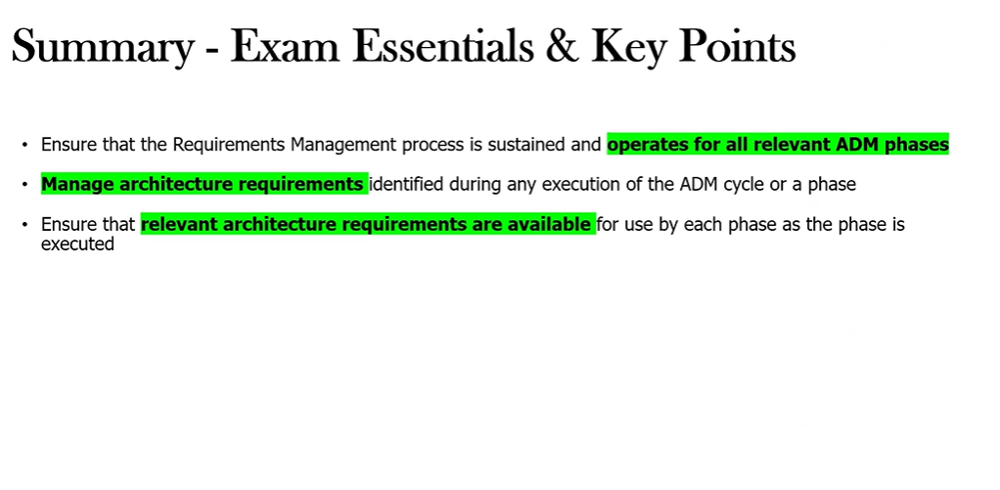 Summary - Exam Essentials & Key Points
• Ensure that the Requirements Management process is sustained and operates for all relevant ADM phases
• Manage architecture requirements identified during any execution of the ADM cycle or a phase
• Ensure that relevant architecture requirements are available for use by each phase as the phase is
executed